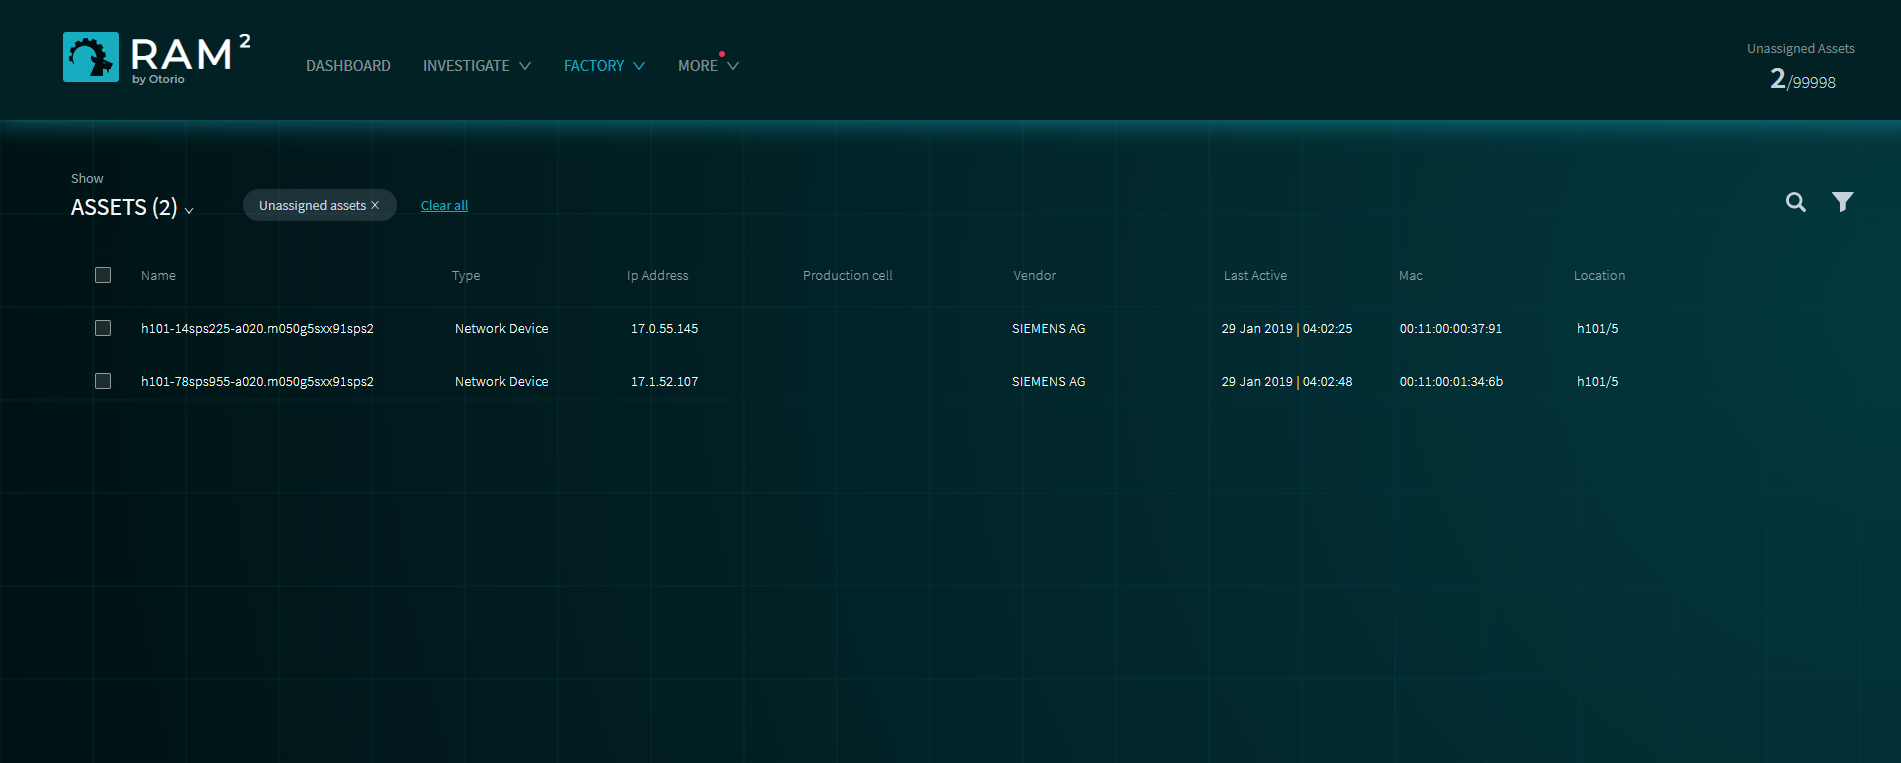 RAM 2
by Otorio
DASHBOARD INVESTIGATE FACTORY MORE
Unassigned Assets
2/99998
Show
ASSETS (2) Unassigned assets × Clear all
Name Type Ip Address Production cell Vendor Last Active Mac Location
h101-14sps225-a020.m050g5sxx91sps2 Network Device 17.0.55.145 SIEMENS AG 29 Jan 2019 | 04:02:25 00:11:00:00:37:91 h101/5
h101-78sps955-a020.m050g5sxx91sps2 Network Device 17.1.52.107 SIEMENS AG 29 Jan 2019 | 04:02:48 00:11:00:01:34:6b h101/5